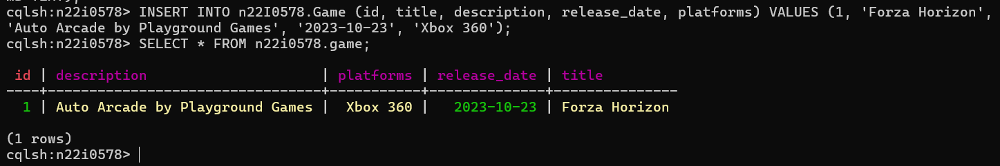 ms TEXT);
cqlsh:n22i0578> INSERT INTO n22I0578.Game (id, title, description, release_date, platforms) VALUES (1, 'Forza Horizon',
'Auto Arcade by Playground Games', '2023-10-23', 'Xbox 360');
cqlsh:n22i0578> SELECT * FROM n22i0578.game;
id | description | platforms | release_date | title
----+---------------------------------+-----------+--------------+---------------
1 | Auto Arcade by Playground Games | Xbox 360 | 2023-10-23 | Forza Horizon
(1 rows)
cqlsh:n22i0578>